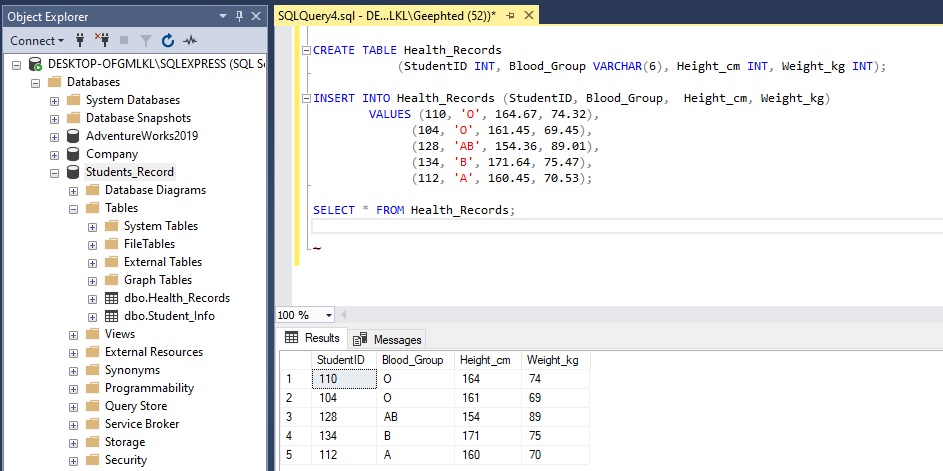 Object Explorer
Connect
DESKTOP-OFGMLKL\SQLEXPRESS (SQL S
Databases
System Databases
Database Snapshots
AdventureWorks2019
Company
Students_Record
Database Diagrams
Tables
System Tables
FileTables
External Tables
Graph Tables
dbo.Health_Records
dbo.Student_Info
Views
External Resources
Synonyms
Programmability
Query Store
Service Broker
Storage
Security
SQLQuery4.sql - DE...LKL\Geephted (52))*
CREATE TABLE Health_Records
(StudentID INT, Blood_Group VARCHAR(6), Height_cm INT, Weight_kg INT);
INSERT INTO Health_Records (StudentID, Blood_Group, Height_cm, Weight_kg)
VALUES (110, 'O', 164.67, 74.32),
(104, 'O', 161.45, 69.45),
(128, 'AB', 154.36, 89.01),
(134, 'B', 171.64, 75.47),
(112, 'A', 160.45, 70.53);
SELECT * FROM Health_Records;
~
100 %
Results Messages
StudentID Blood_Group Height_cm Weight_kg
1 110 O 164 74
2 104 O 161 69
3 128 AB 154 89
4 134 B 171 75
5 112 A 160 70